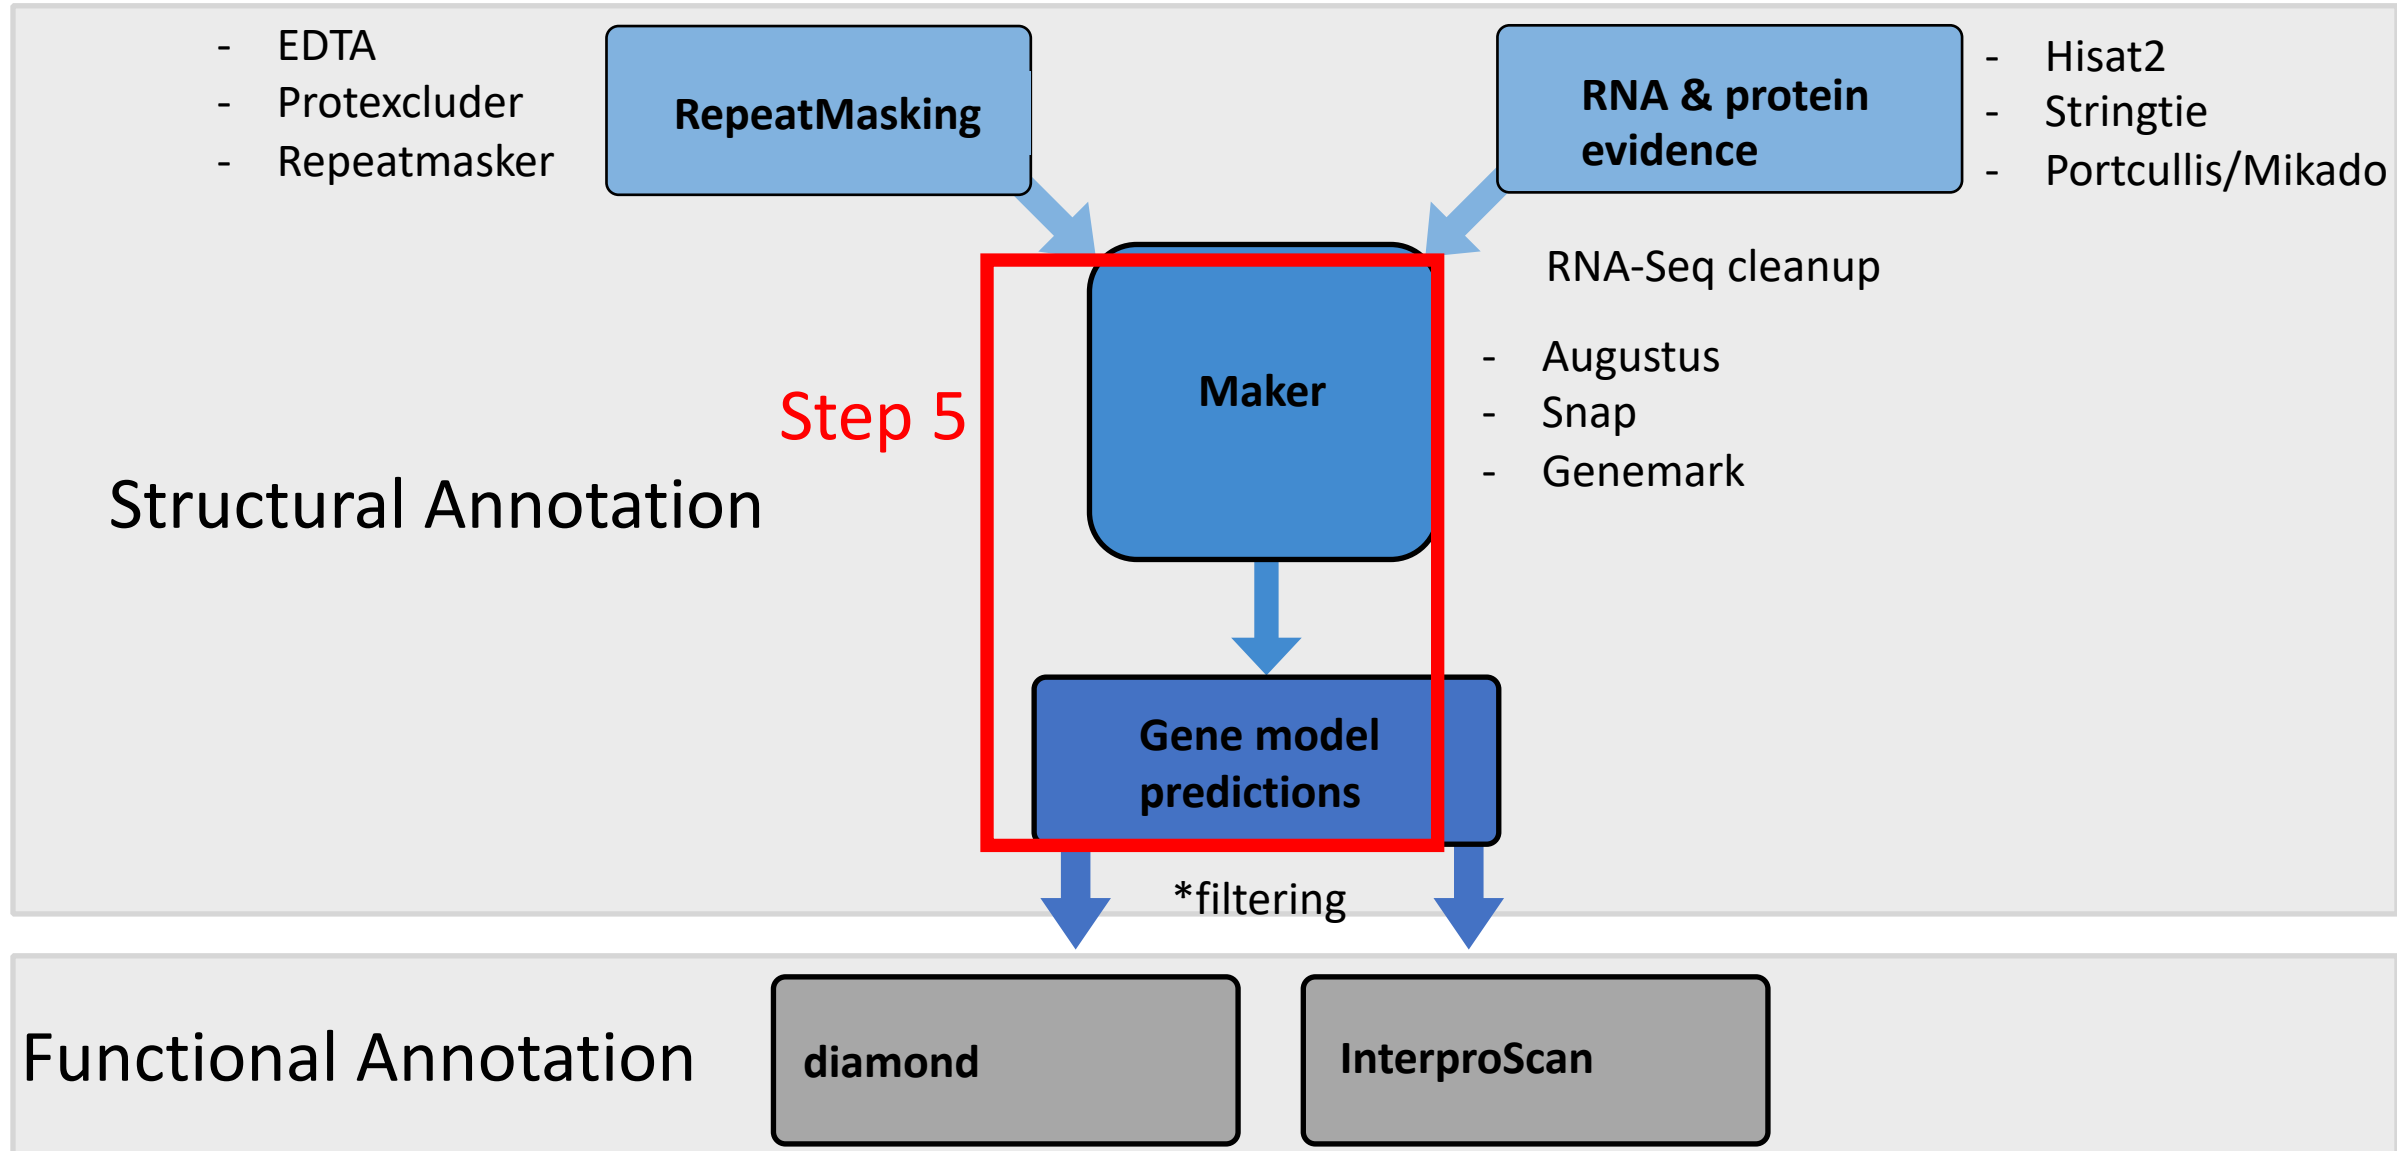 - EDTA
- Protexcluder
- Repeatmasker
RepeatMasking
RNA & protein
evidence
- Hisat2
- Stringtie
- Portcullis/Mikado
RNA-Seq cleanup
Maker
- Augustus
- Snap
- Genemark
Step 5
Structural Annotation
Gene model
predictions
*filtering
Functional Annotation
diamond
InterproScan